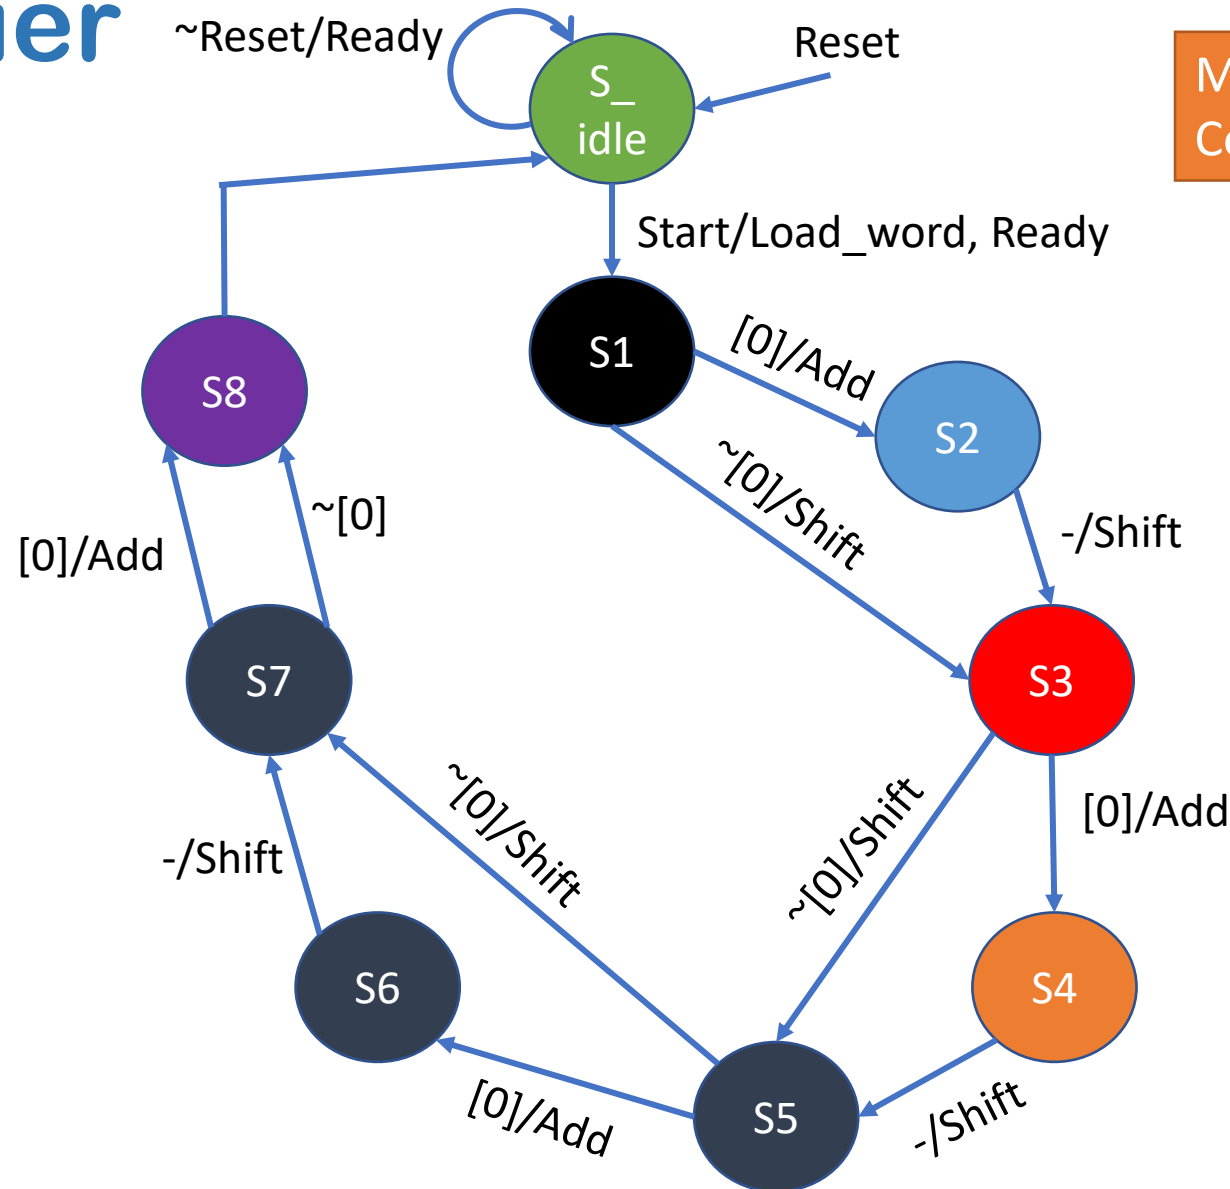 ~Reset/Ready
Reset
S_
idle
Start/Load_word, Ready
S1
[0]/Add
S2
S8
~[0]/Shift
~[0]
-/Shift
[0]/Add
S7
S3
~[0]/Shift
~[0]/Shift
[0]/Add
-/Shift
S6
S4
[0]/Add
S5
-/Shift